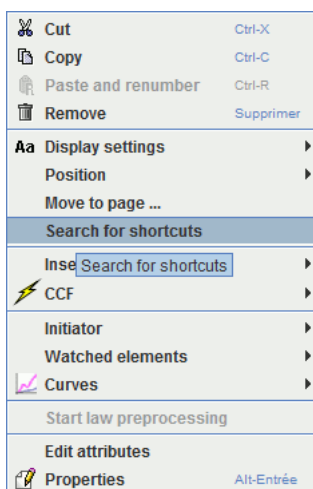 Cut Ctrl-X
Copy Ctrl-C
Paste and renumber Ctrl-R
Remove Supprimer
Aa Display settings
Position
Move to page ...
Search for shortcuts
Inse Search for shortcuts
CCF
Initiator
Watched elements
Curves
Start law preprocessing
Edit attributes
Properties Alt-Entrée